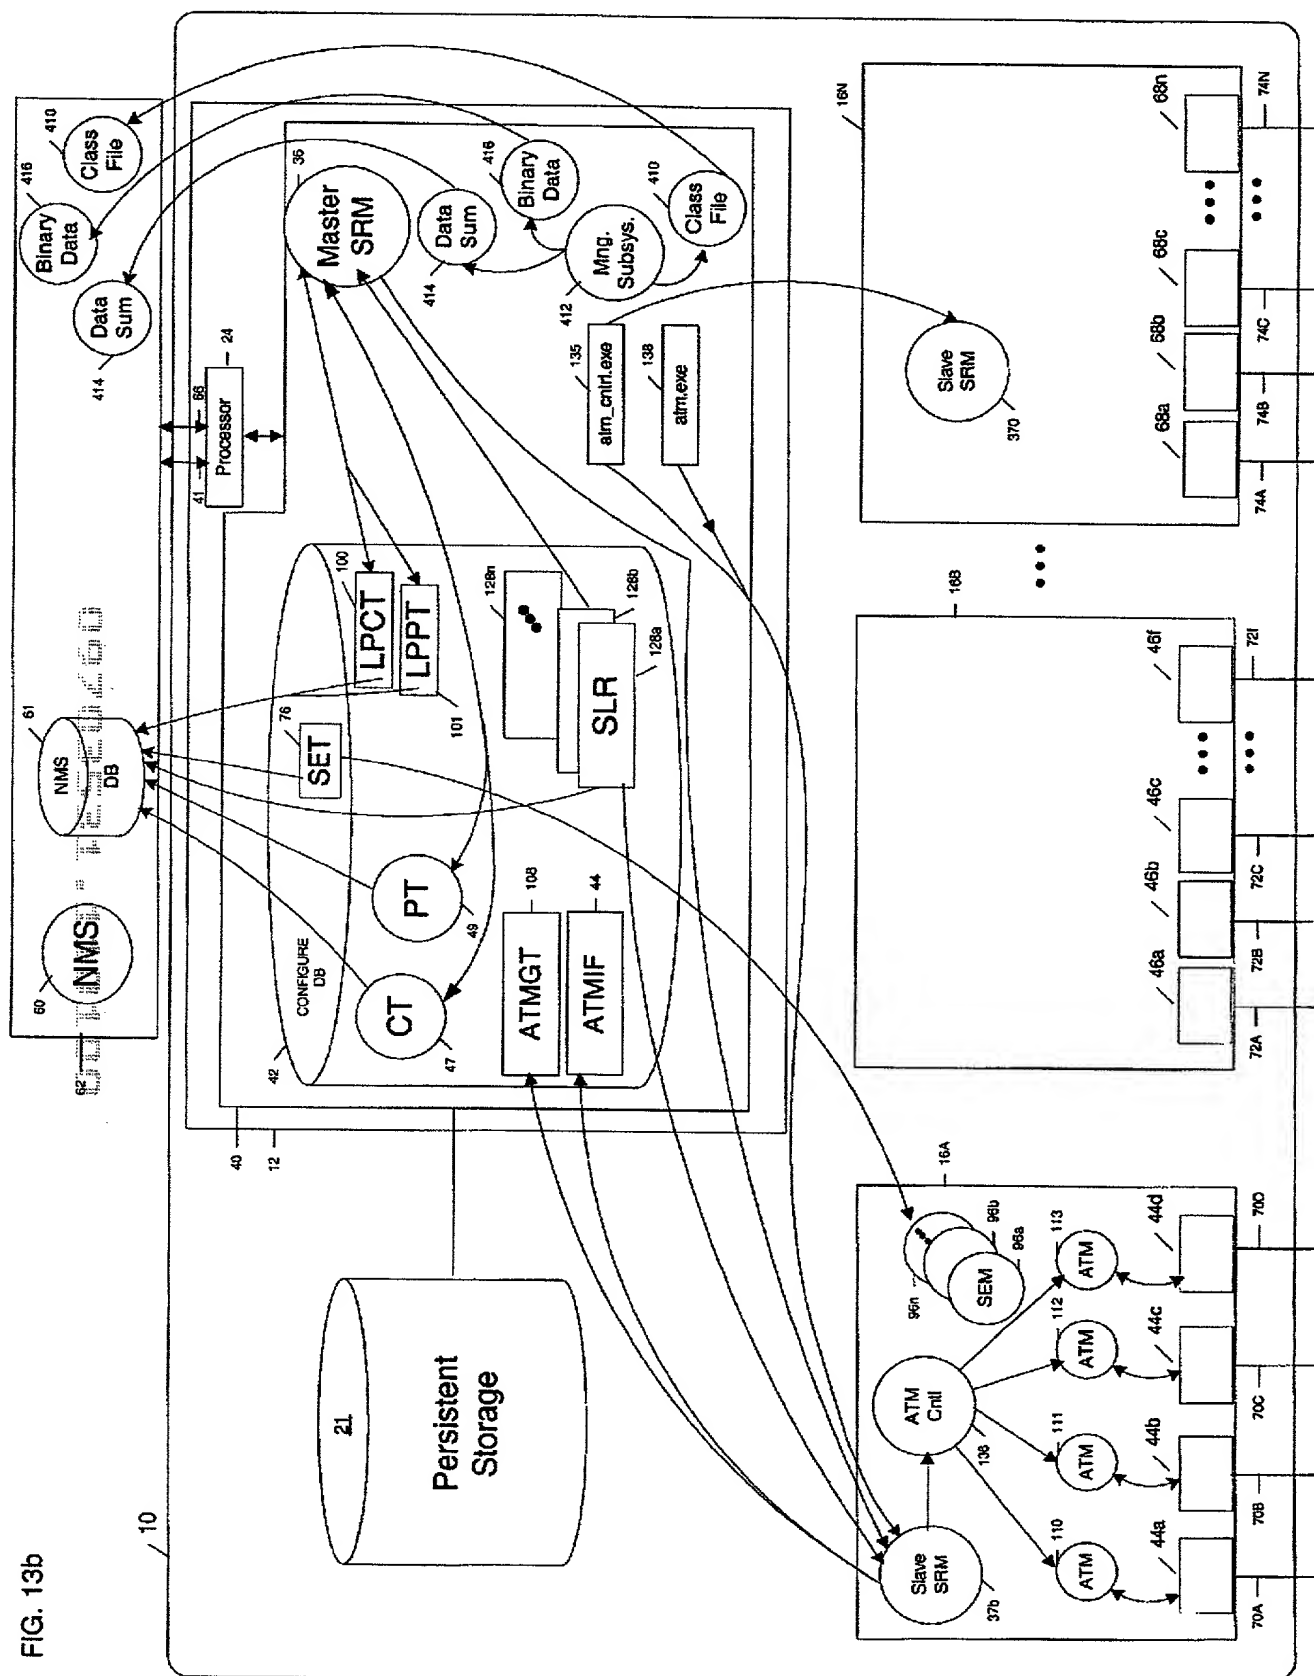 FIG. 13b
10
62
60
NMS
61
NMS
DB
414
Data
Sum
416
Binary
Data
410
Class
File
41
66
Processor
24
40
12
42
CONFIGURE
DB
CT
47
PT
49
SET
76
LPCT
100
LPPT
101
ATMGT
108
ATMIF
44
SLR
128n
128b
128a
Master
SRM
36
Data
Sum
414
Binary
Data
416
Mng.
Subsys.
412
Class
File
410
135
atm_cntrl.exe
138
atm.exe
21
Persistent
Storage
16A
Slave
SRM
37b
ATM
Cntl
136
SEM
96n
96b
96a
110
ATM
111
ATM
112
ATM
113
ATM
44a
44b
44c
44d
70A
70B
70C
70D
16B
46a
46b
46c
46f
72A
72B
72C
72I
16N
Slave
SRM
370
68a
68b
68c
68n
74A
74B
74C
74N